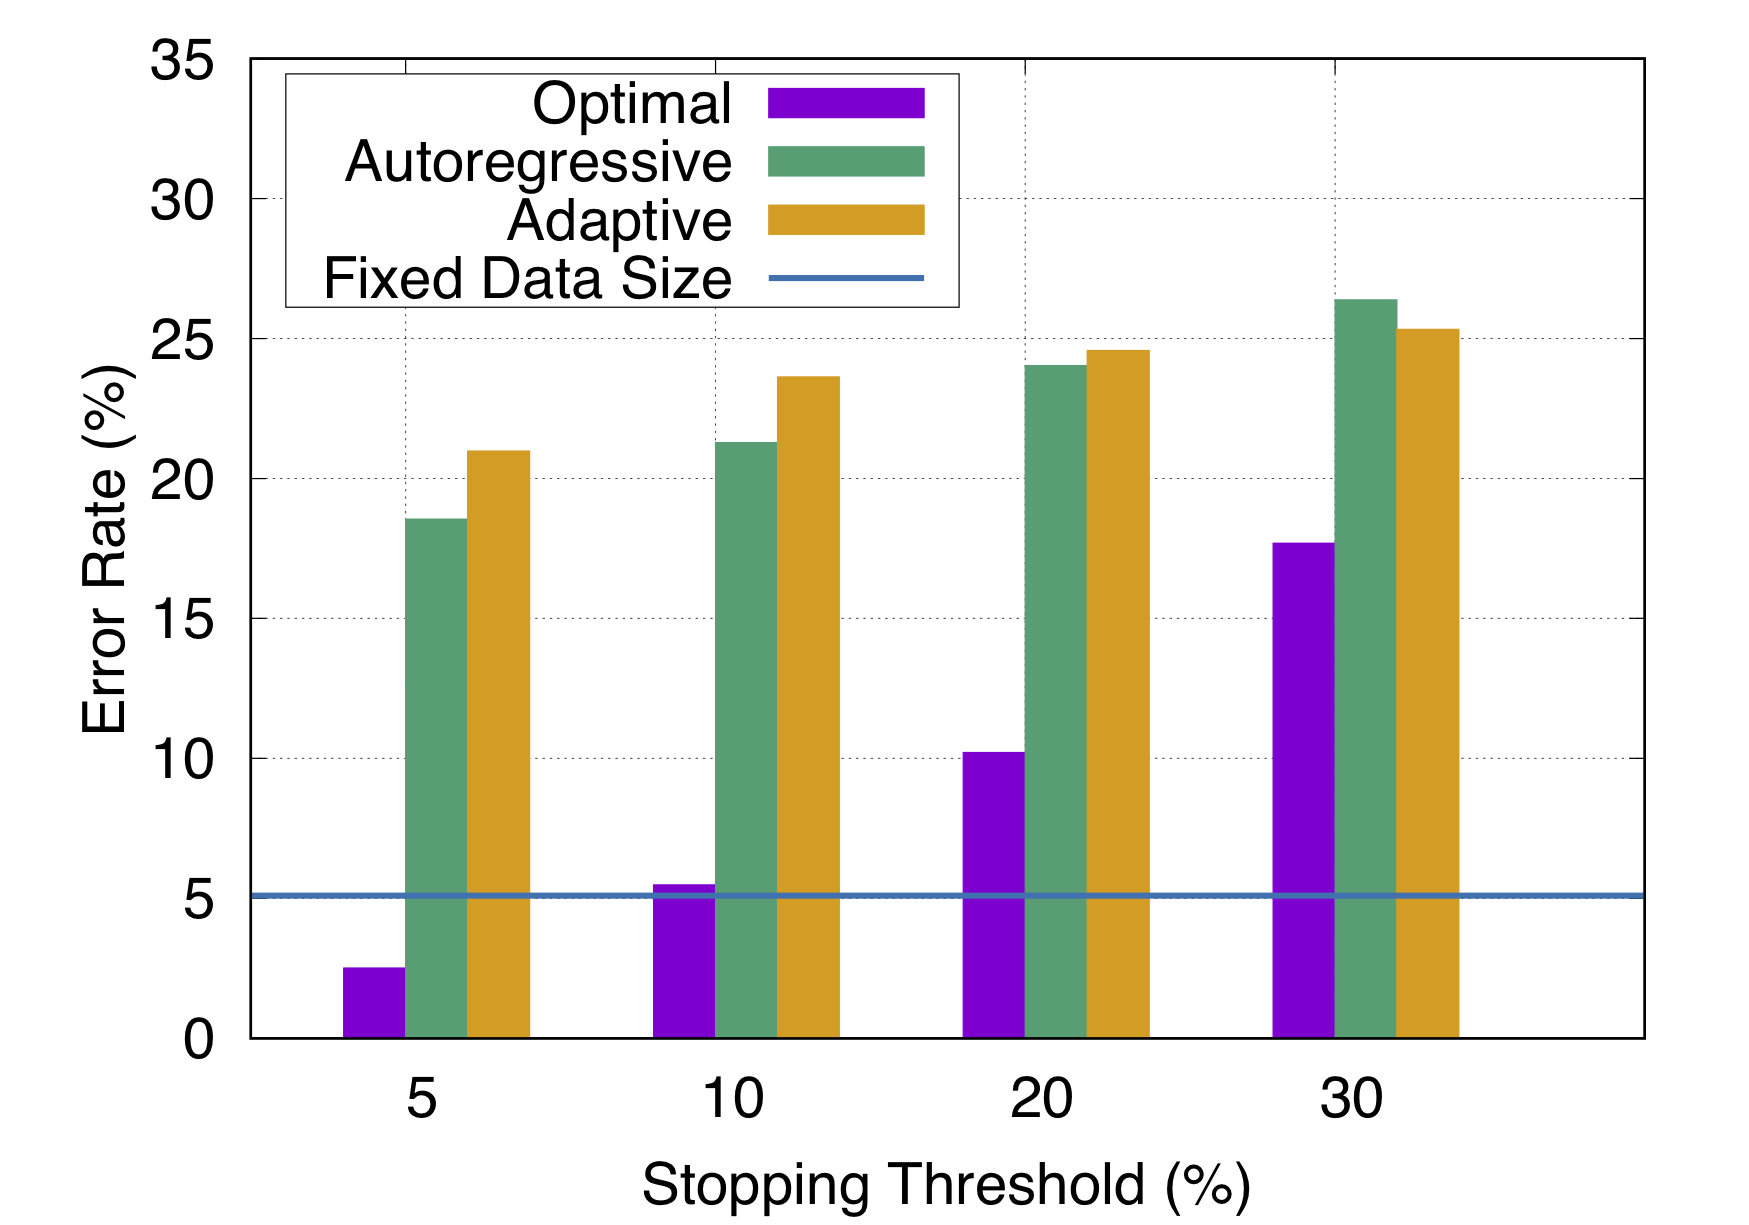 35
30
25
20
15
10
5
0
Error Rate (%)
Optimal
Autoregressive
Adaptive
Fixed Data Size
5 10 20 30
Stopping Threshold (%)